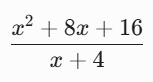 x² + 8x + 16
x + 4